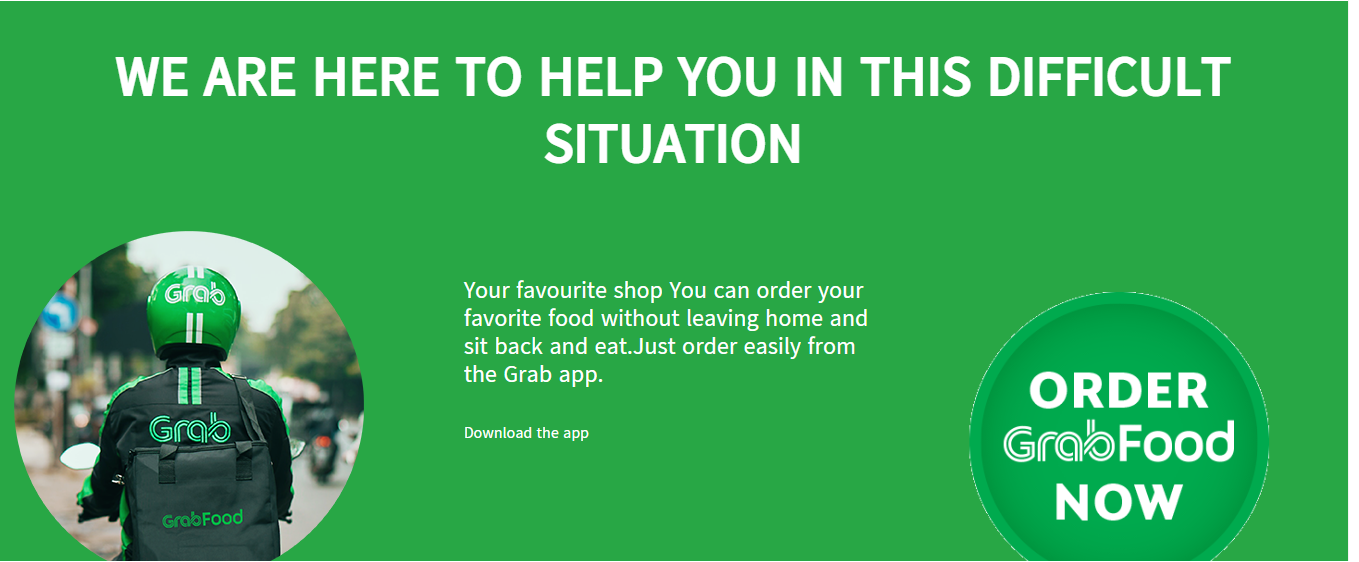 WE ARE HERE TO HELP YOU IN THIS DIFFICULT
SITUATION
Grab
Grab
GrabFood
Your favourite shop You can order your
favorite food without leaving home and
sit back and eat.Just order easily from
the Grab app.
Download the app
ORDER
GrabFood
NOW